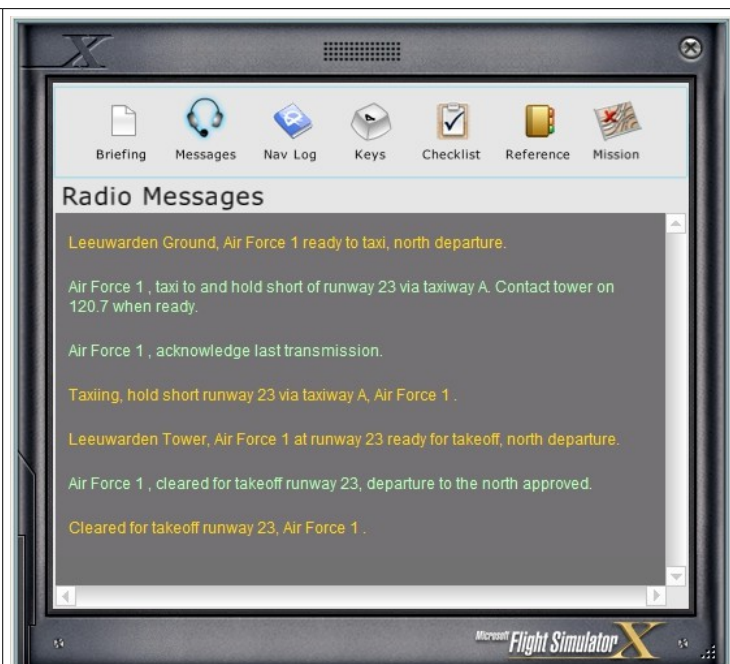 X
Briefing Messages Nav Log Keys Checklist Reference Mission
Radio Messages
Leeuwarden Ground, Air Force 1 ready to taxi, north departure.
Air Force 1 , taxi to and hold short of runway 23 via taxiway A. Contact tower on
120.7 when ready.
Air Force 1 , acknowledge last transmission.
Taxiing, hold short runway 23 via taxiway A, Air Force 1 .
Leeuwarden Tower, Air Force 1 at runway 23 ready for takeoff, north departure.
Air Force 1 , cleared for takeoff runway 23, departure to the north approved.
Cleared for takeoff runway 23, Air Force 1 .
Microsoft Flight Simulator X